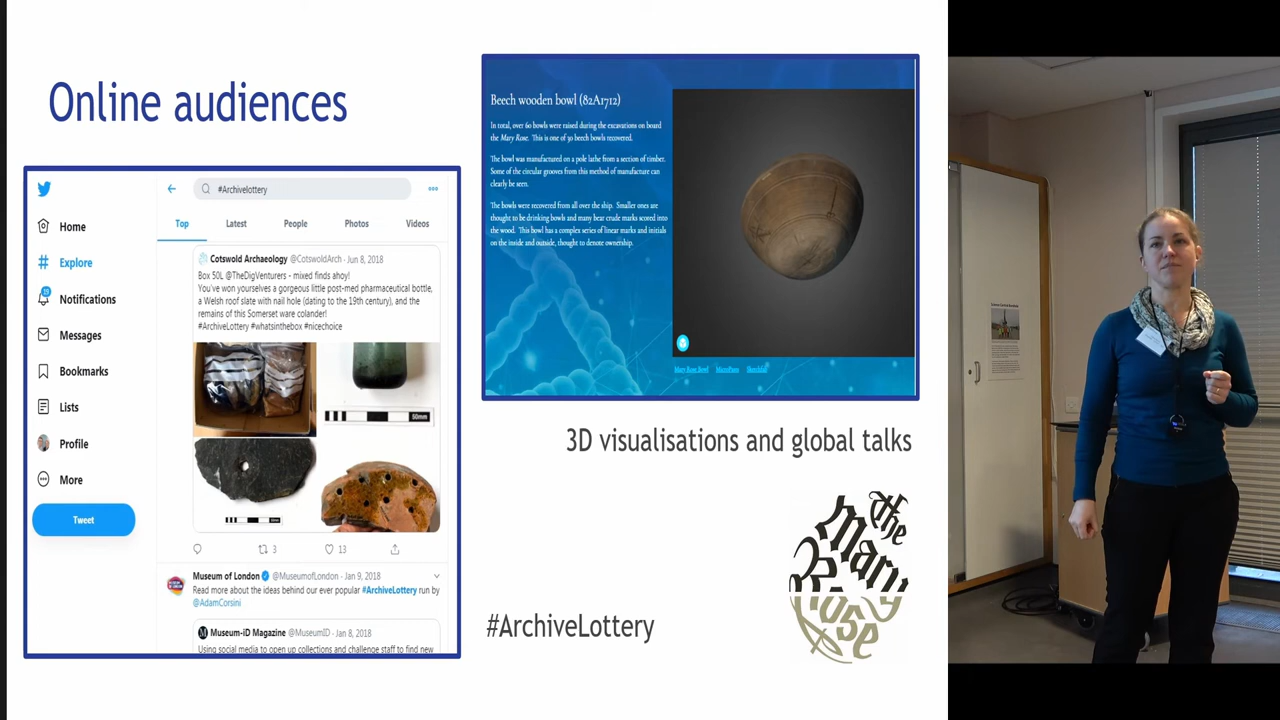 Online audiences
#Archivelottery
Home
Explore
19
Notifications
Messages
Bookmarks
Lists
Profile
More
Tweet
Top
Latest
People
Photos
Videos
Cotswold Archaeology @CotswoldArch · Jun 8, 2018
Box 50L @TheDigVenturers - mixed finds ahoy!
You've won yourselves a gorgeous little post-med pharmaceutical bottle,
a Welsh roof slate with nail hole (dating to the 19th century), and the
remains of this Somerset ware colander!
#ArchiveLottery #whatsinthebox #nicechoice
50mm
3
13
Museum of London @MuseumofLondon · Jan 9, 2018
Read more about the ideas behind our ever popular #ArchiveLottery run by
@AdamCorsini
Museum-iD Magazine @MuseumID · Jan 8, 2018
Using social media to open up collections and challenge staff to find new
Beech wooden bowl (82A1712)
In total, over 60 bowls were raised during the excavations on board
the Mary Rose. This is one of 30 beech bowls recovered.
The bowl was manufactured on a pole lathe from a section of timber.
Some of the circular grooves from this method of manufacture can
clearly be seen.
The bowls were recovered from all over the ship. Smaller ones are
thought to be drinking bowls and many bear crude marks scored into
the wood. This bowl has a complex series of linear marks and initials
on the inside and outside, thought to denote ownership.
Mary Rose Bowl
3D visualisations and global talks
the
Mary
Rose
#ArchiveLottery